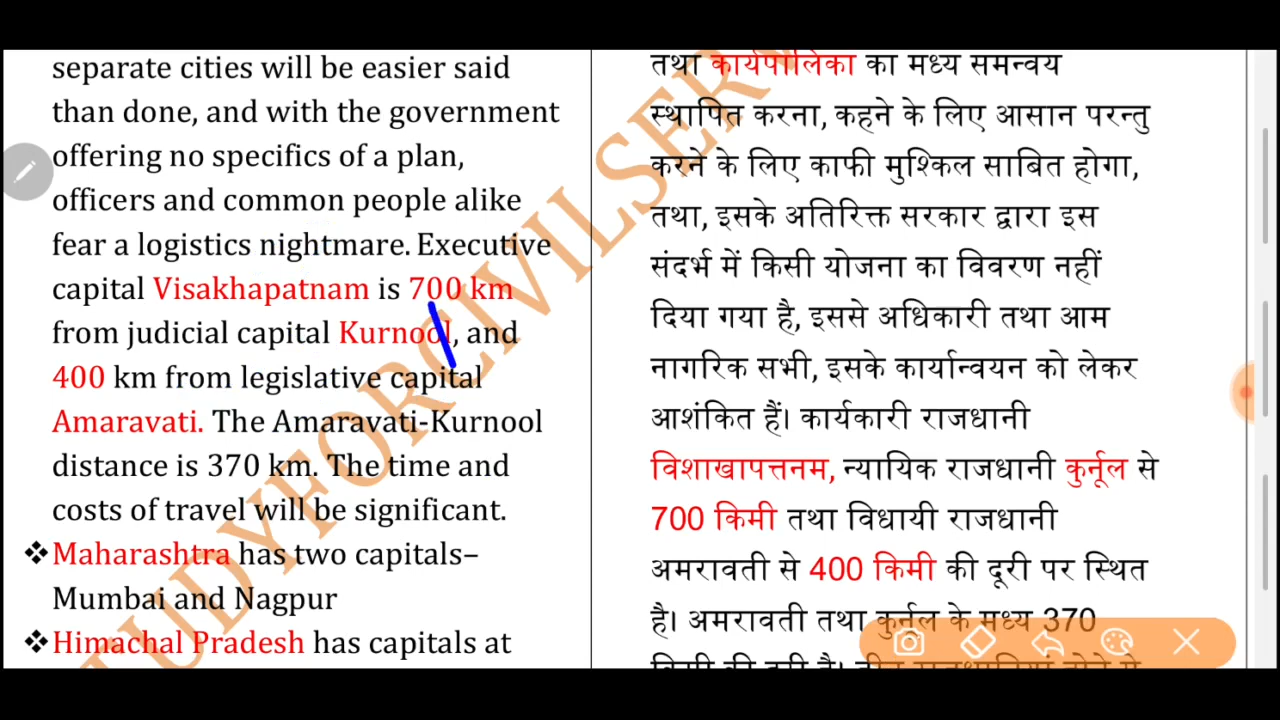 separate cities will be easier said
than done, and with the government
offering no specifics of a plan,
officers and common people alike
fear a logistics nightmare. Executive
capital Visakhapatnam is 700 km
from judicial capital Kurnool, and
400 km from legislative capital
Amaravati. The Amaravati-Kurnool
distance is 370 km. The time and
costs of travel will be significant.
❖Maharashtra has two capitals–
Mumbai and Nagpur
❖Himachal Pradesh has capitals at
तथा कार्यपालिका का मध्य समन्वय
स्थापित करना, कहने के लिए आसान परन्तु
करने के लिए काफी मुश्किल साबित होगा,
तथा, इसके अतिरिक्त सरकार द्वारा इस
संदर्भ में किसी योजना का विवरण नहीं
दिया गया है, इससे अधिकारी तथा आम
नागरिक सभी, इसके कार्यान्वयन को लेकर
आशंकित हैं। कार्यकारी राजधानी
विशाखापत्तनम, न्यायिक राजधानी कुर्नूल से
700 किमी तथा विधायी राजधानी
अमरावती से 400 किमी की दूरी पर स्थित
है। अमरावती तथा कुर्नूल के मध्य 370
TUDYFORCIVILSERV